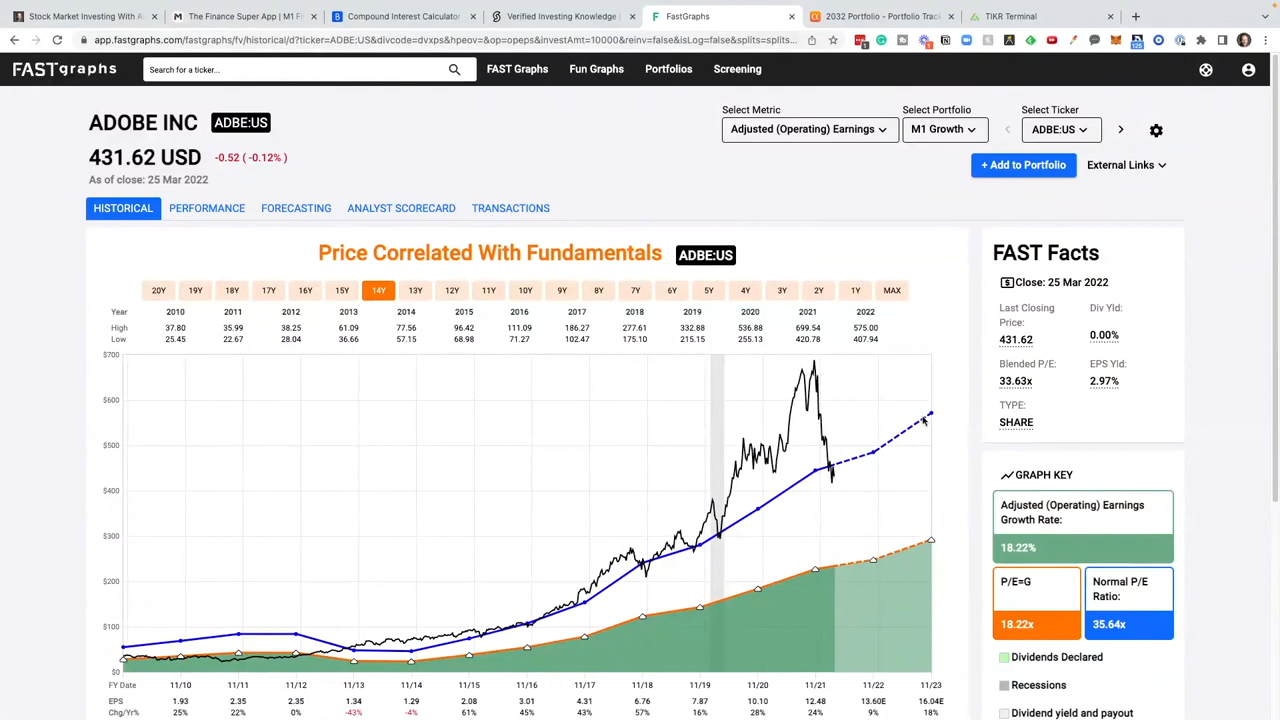 Stock Market Investing With A
The Finance Super App | M1 Fi
Compound Interest Calculator
Verified Investing Knowledge |
FastGraphs
2032 Portfolio - Portfolio Track
TIKR Terminal
app.fastgraphs.com/fastgraphs/fv/historical/d?ticker=ADBE:US&divcode=dvxps&hpeov=&op=opeps&investAmt=10000&reinv=false&isLog=false&splits=splits...
FAST graphs
Search for a ticker...
FAST Graphs
Fun Graphs
Portfolios
Screening
ADOBE INC ADBE:US
431.62 USD -0.52 ( -0.12% )
As of close: 25 Mar 2022
Select Metric
Adjusted (Operating) Earnings
Select Portfolio
M1 Growth
Select Ticker
ADBE:US
+ Add to Portfolio
External Links
HISTORICAL PERFORMANCE FORECASTING ANALYST SCORECARD TRANSACTIONS
Price Correlated With Fundamentals ADBE:US
20Y 19Y 18Y 17Y 16Y 15Y 14Y 13Y 12Y 11Y 10Y 9Y 8Y 7Y 6Y 5Y 4Y 3Y 2Y 1Y MAX
Year 2010 2011 2012 2013 2014 2015 2016 2017 2018 2019 2020 2021 2022
High 37.80 35.99 38.25 61.09 77.56 96.42 111.09 186.27 277.61 332.88 536.88 699.54 575.00
Low 25.45 22.67 28.04 36.66 57.15 68.98 71.27 102.47 175.10 215.15 255.13 420.78 407.94
$700
$600
$500
$400
$300
$200
$100
$0
FY Date 11/10 11/11 11/12 11/13 11/14 11/15 11/16 11/17 11/18 11/19 11/20 11/21 11/22 11/23
EPS 1.93 2.35 2.35 1.34 1.29 2.08 3.01 4.31 6.76 7.87 10.10 12.48 13.60E 16.04E
Chg/Yr% 25% 22% 0% -43% -4% 61% 45% 43% 57% 16% 28% 24% 9% 18%
FAST Facts
Close: 25 Mar 2022
Last Closing Price:
431.62
Div Yld:
0.00%
Blended P/E:
33.63x
EPS Yld:
2.97%
TYPE:
SHARE
GRAPH KEY
Adjusted (Operating) Earnings
Growth Rate:
18.22%
P/E=G
18.22x
Normal P/E
Ratio:
35.64x
Dividends Declared
Recessions
Dividend yield and payout